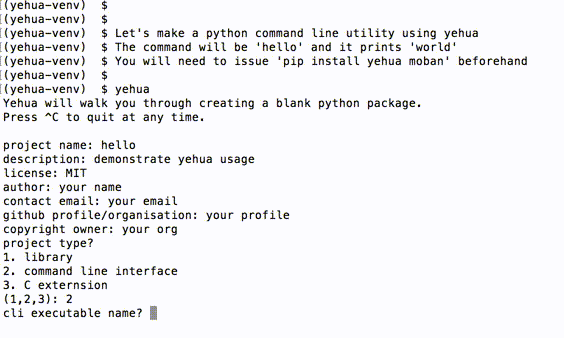 (yehua-venv) $
(yehua-venv) $
(yehua-venv) $ Let's make a python command line utility using yehua
(yehua-venv) $ The command will be 'hello' and it prints 'world'
(yehua-venv) $ You will need to issue 'pip install yehua moban' beforehand
(yehua-venv) $
(yehua-venv) $ yehua
Yehua will walk you through creating a blank python package.
Press ^C to quit at any time.
project name: hello
description: demonstrate yehua usage
license: MIT
author: your name
contact email: your email
github profile/organisation: your profile
copyright owner: your org
project type?
1. library
2. command line interface
3. C externsion
(1,2,3): 2
cli executable name?